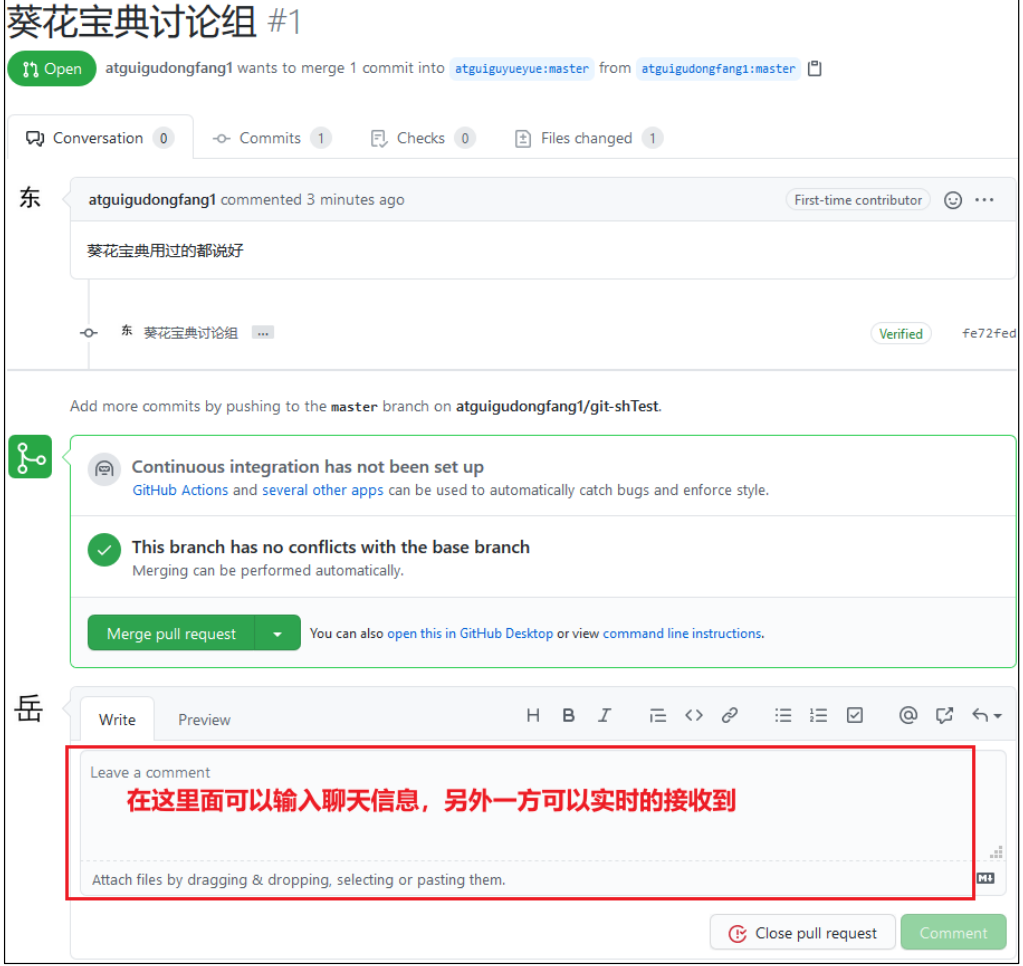 葵花宝典讨论组 #1
Open atguigudongfang1 wants to merge 1 commit into atguiguyueyue:master from atguigudongfang1:master
Conversation 0 Commits 1 Checks 0 Files changed 1
东 atguigudongfang1 commented 3 minutes ago First-time contributor
葵花宝典用过的都说好
东 葵花宝典讨论组 ... Verified fe72fed
Add more commits by pushing to the master branch on atguigudongfang1/git-shTest.
Continuous integration has not been set up
GitHub Actions and several other apps can be used to automatically catch bugs and enforce style.
This branch has no conflicts with the base branch
Merging can be performed automatically.
Merge pull request You can also open this in GitHub Desktop or view command line instructions.
岳 Write Preview
Leave a comment
在这里面可以输入聊天信息，另外一方可以实时的接收到
Attach files by dragging & dropping, selecting or pasting them.
Close pull request Comment